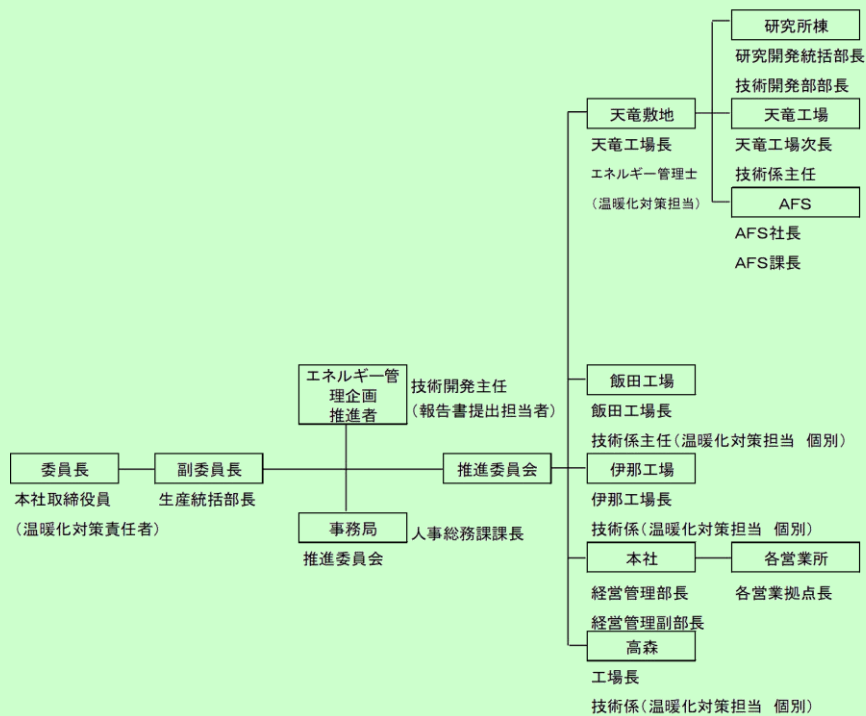 研究所棟
研究開発統括部長
技術開発部部長
天竜敷地
天竜工場長
エネルギー管理士
（温暖化対策担当）
天竜工場
天竜工場次長
技術係主任
AFS
AFS社長
AFS課長
エネルギー管
理企画
推進者
技術開発主任
（報告書提出担当者）
委員長
本社取締役員
（温暖化対策責任者）
副委員長
生産統括部長
事務局
推進委員会
人事総務課課長
推進委員会
飯田工場
飯田工場長
技術係主任（温暖化対策担当　個別）
伊那工場
伊那工場長
技術係（温暖化対策担当　個別）
本社
経営管理部長
経営管理副部長
各営業所
各営業拠点長
高森
工場長
技術係（温暖化対策担当　個別）